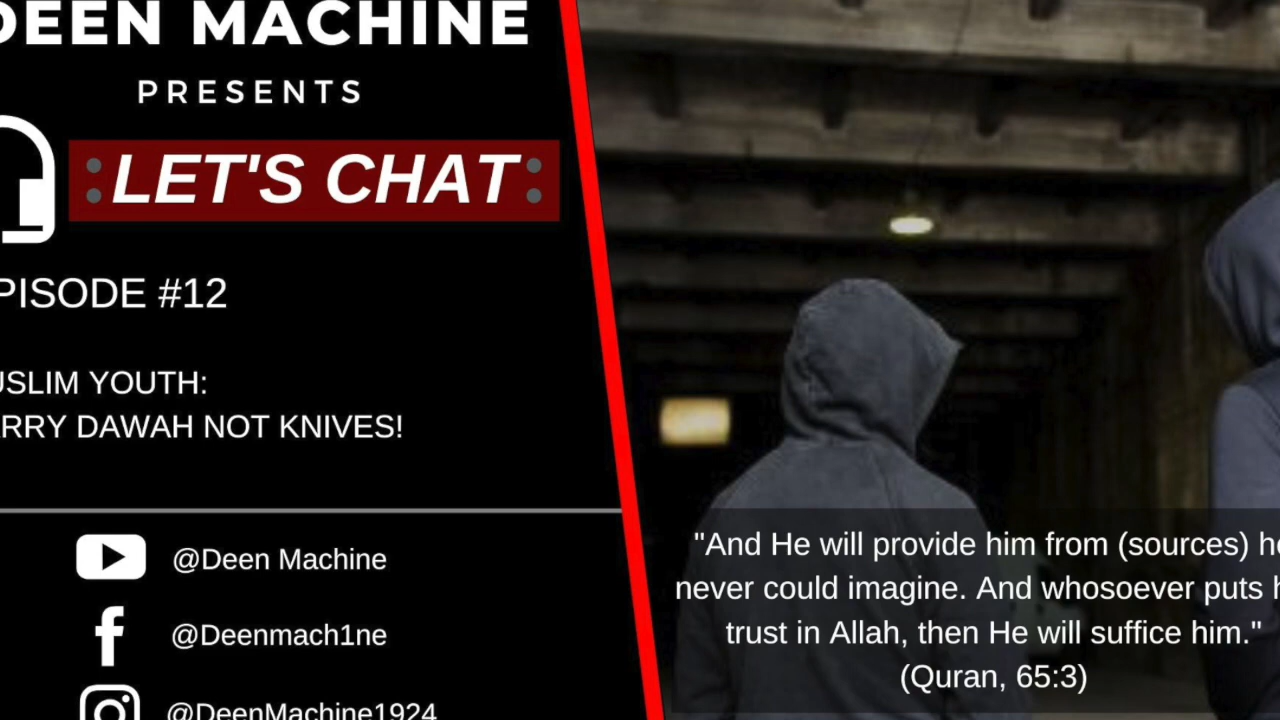 DEEN MACHINE
PRESENTS
LET'S CHAT
PISODE #12
USLIM YOUTH:
RRY DAWAH NOT KNIVES!
@Deen Machine
@Deenmach1ne
@DeenMachine1924
"And He will provide him from (sources) he
never could imagine. And whosoever puts h
trust in Allah, then He will suffice him."
(Quran, 65:3)